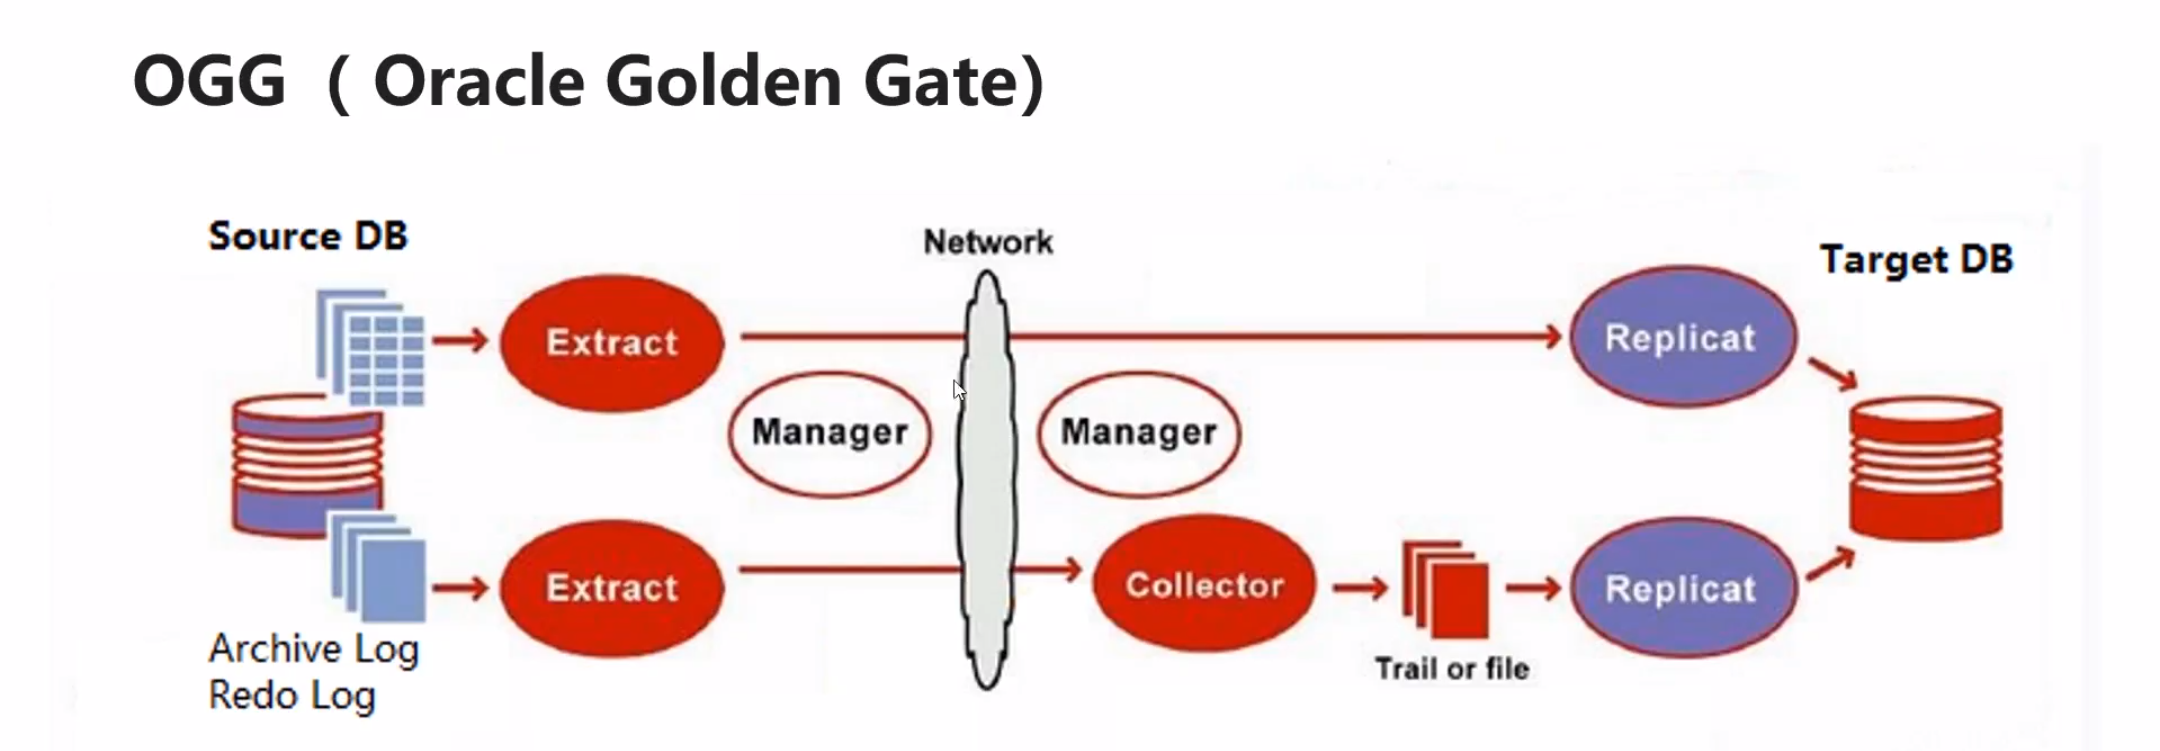 OGG （ Oracle Golden Gate）
Source DB
Network
Target DB
Extract
Replicat
Manager
Manager
Extract
Collector
Replicat
Archive Log
Redo Log
Trail or file